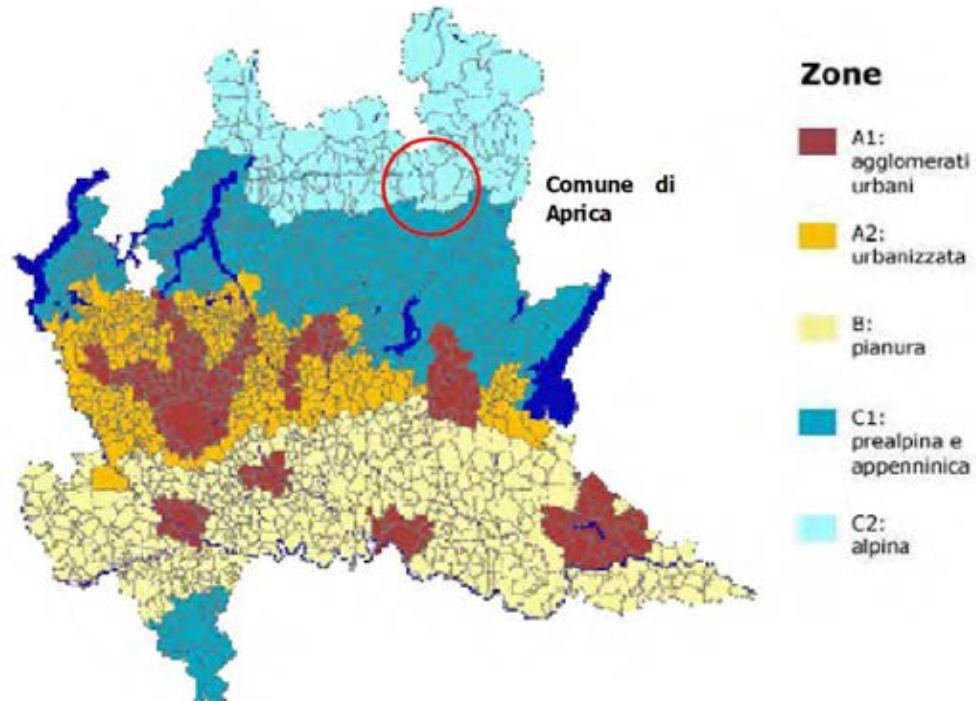 Zone
A1:
agglomerati
urbani
A2:
urbanizzata
B:
pianura
C1:
prealpina e
appenninica
C2:
alpina
Comune di
Aprica